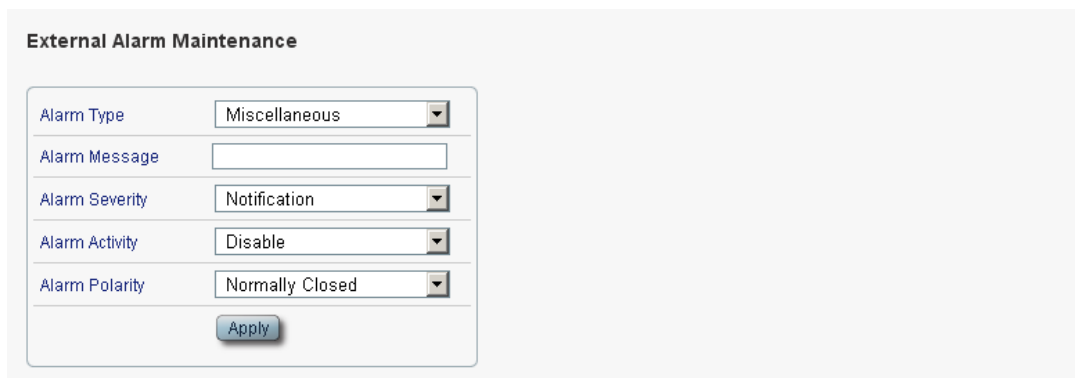 External Alarm Maintenance
Alarm Type Miscellaneous
Alarm Message
Alarm Severity Notification
Alarm Activity Disable
Alarm Polarity Normally Closed
Apply